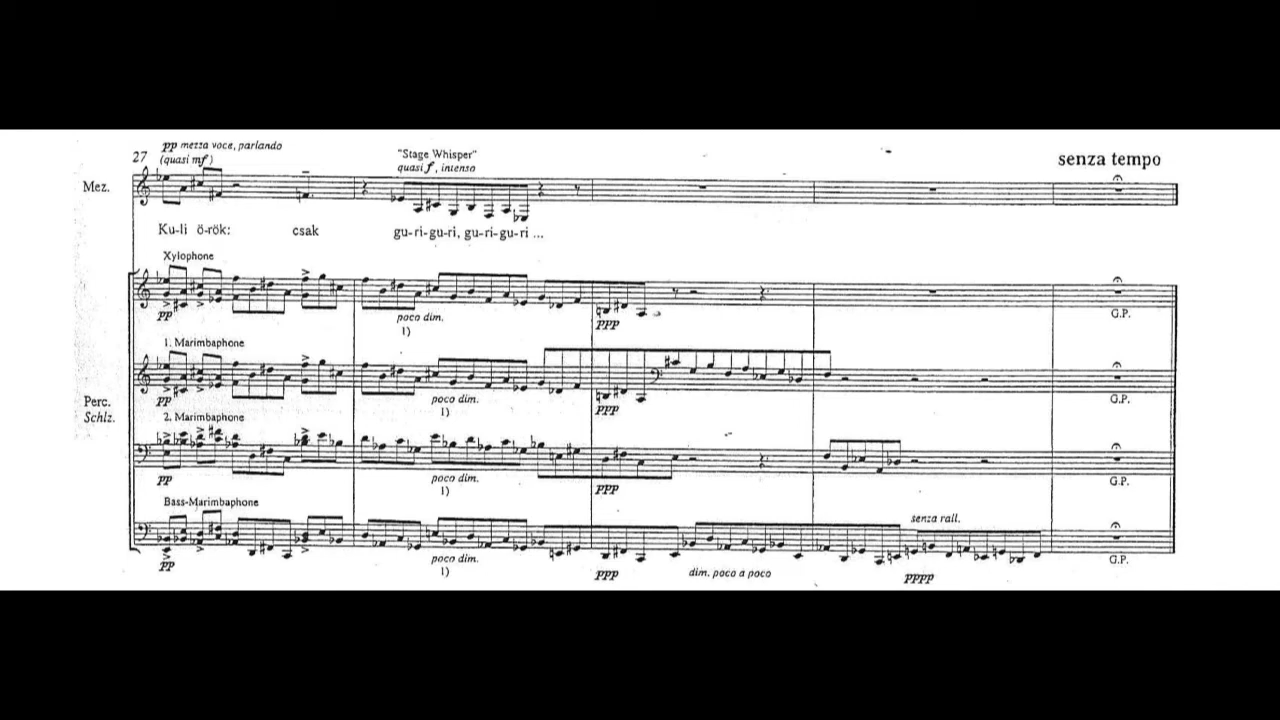 27
pp mezza voce, parlando
(quasi mf)
"Stage Whisper"
quasi f, intenso
senza tempo
Mez.
Ku-li ö-rök: csak gu-ri-gu-ri, gu-ri-gu-ri ...
Xylophone
pp
poco dim.
1)
ppp
G.P.
1. Marimbaphone
Perc.
Schlz.
pp
poco dim.
1)
ppp
G.P.
2. Marimbaphone
pp
poco dim.
1)
ppp
G.P.
Bass-Marimbaphone
senza rall.
pp
poco dim.
1)
ppp
dim. poco a poco
pppp
G.P.